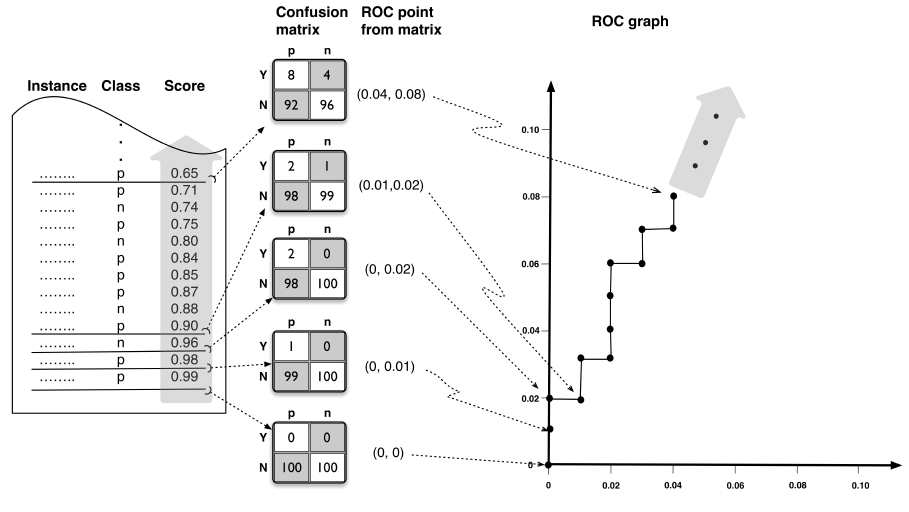 Confusion matrix
ROC point from matrix
ROC graph
Instance Class Score
.
.
.
........ p 0.65
........ p 0.71
........ n 0.74
........ p 0.75
........ n 0.80
........ p 0.84
........ p 0.85
........ p 0.87
........ n 0.88
........ p 0.90
........ n 0.96
........ p 0.98
........ p 0.99
p n
Y 8 4
N 92 96
(0.04, 0.08)
p n
Y 2 1
N 98 99
(0.01,0.02)
p n
Y 2 0
N 98 100
(0, 0.02)
p n
Y 1 0
N 99 100
(0, 0.01)
p n
Y 0 0
N 100 100
(0, 0)
0.10
0.08
0.06
0.04
0.02
0
0 0.02 0.04 0.06 0.08 0.10